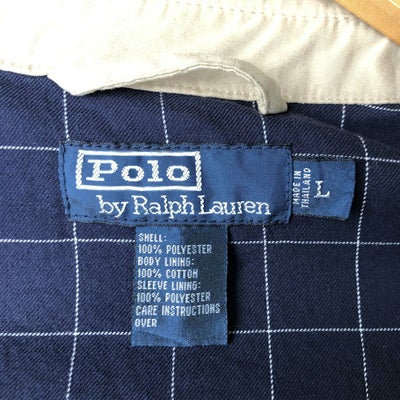 Polo
by Ralph Lauren
MADE IN
THAILAND
L
SHELL:
100% POLYESTER
BODY LINING:
100% COTTON
SLEEVE LINING:
100% POLYESTER
CARE INSTRUCTIONS
OVER